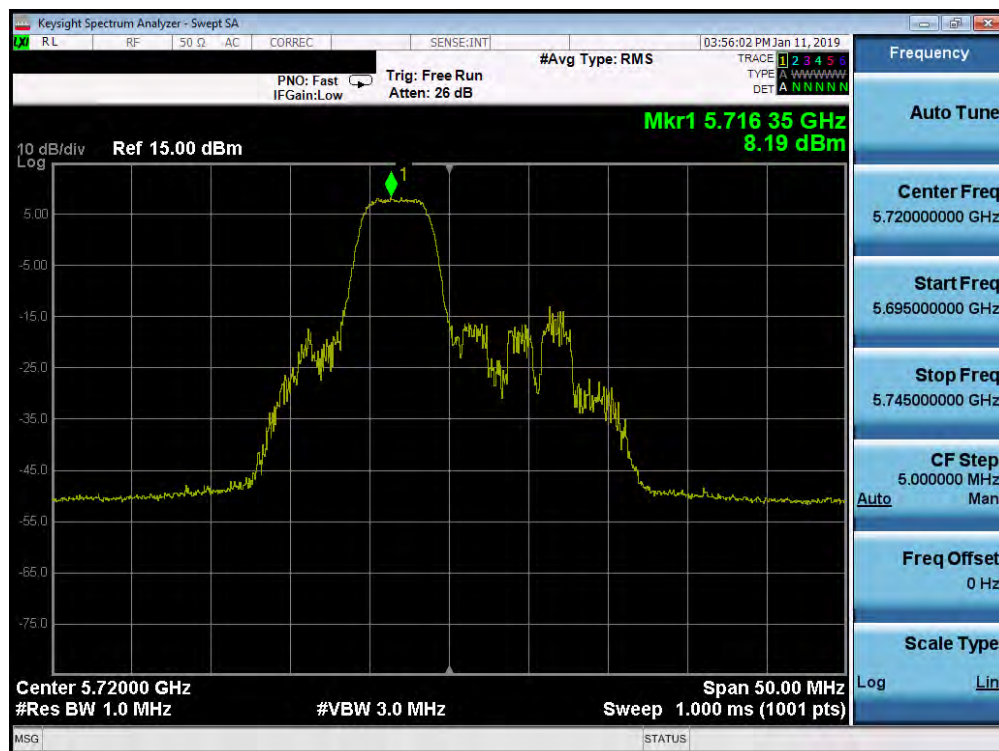 Keysight Spectrum Analyzer - Swept SA
LXI RL RF 50 Ω AC CORREC SENSE:INT 03:56:02 PM Jan 11, 2019
#Avg Type: RMS
TRACE 1 2 3 4 5 6
PNO: Fast Trig: Free Run
TYPE A WWWWW
IFGain:Low Atten: 26 dB
DET A N N N N N
Mkr1 5.716 35 GHz
8.19 dBm
10 dB/div Ref 15.00 dBm
Log
1
5.00
-5.00
-15.0
-25.0
-35.0
-45.0
-55.0
-65.0
-75.0
Center 5.72000 GHz Span 50.00 MHz
#Res BW 1.0 MHz #VBW 3.0 MHz Sweep 1.000 ms (1001 pts)
MSG STATUS
Frequency
Auto Tune
Center Freq
5.720000000 GHz
Start Freq
5.695000000 GHz
Stop Freq
5.745000000 GHz
CF Step
5.000000 MHz
Auto Man
Freq Offset
0 Hz
Scale Type
Log Lin